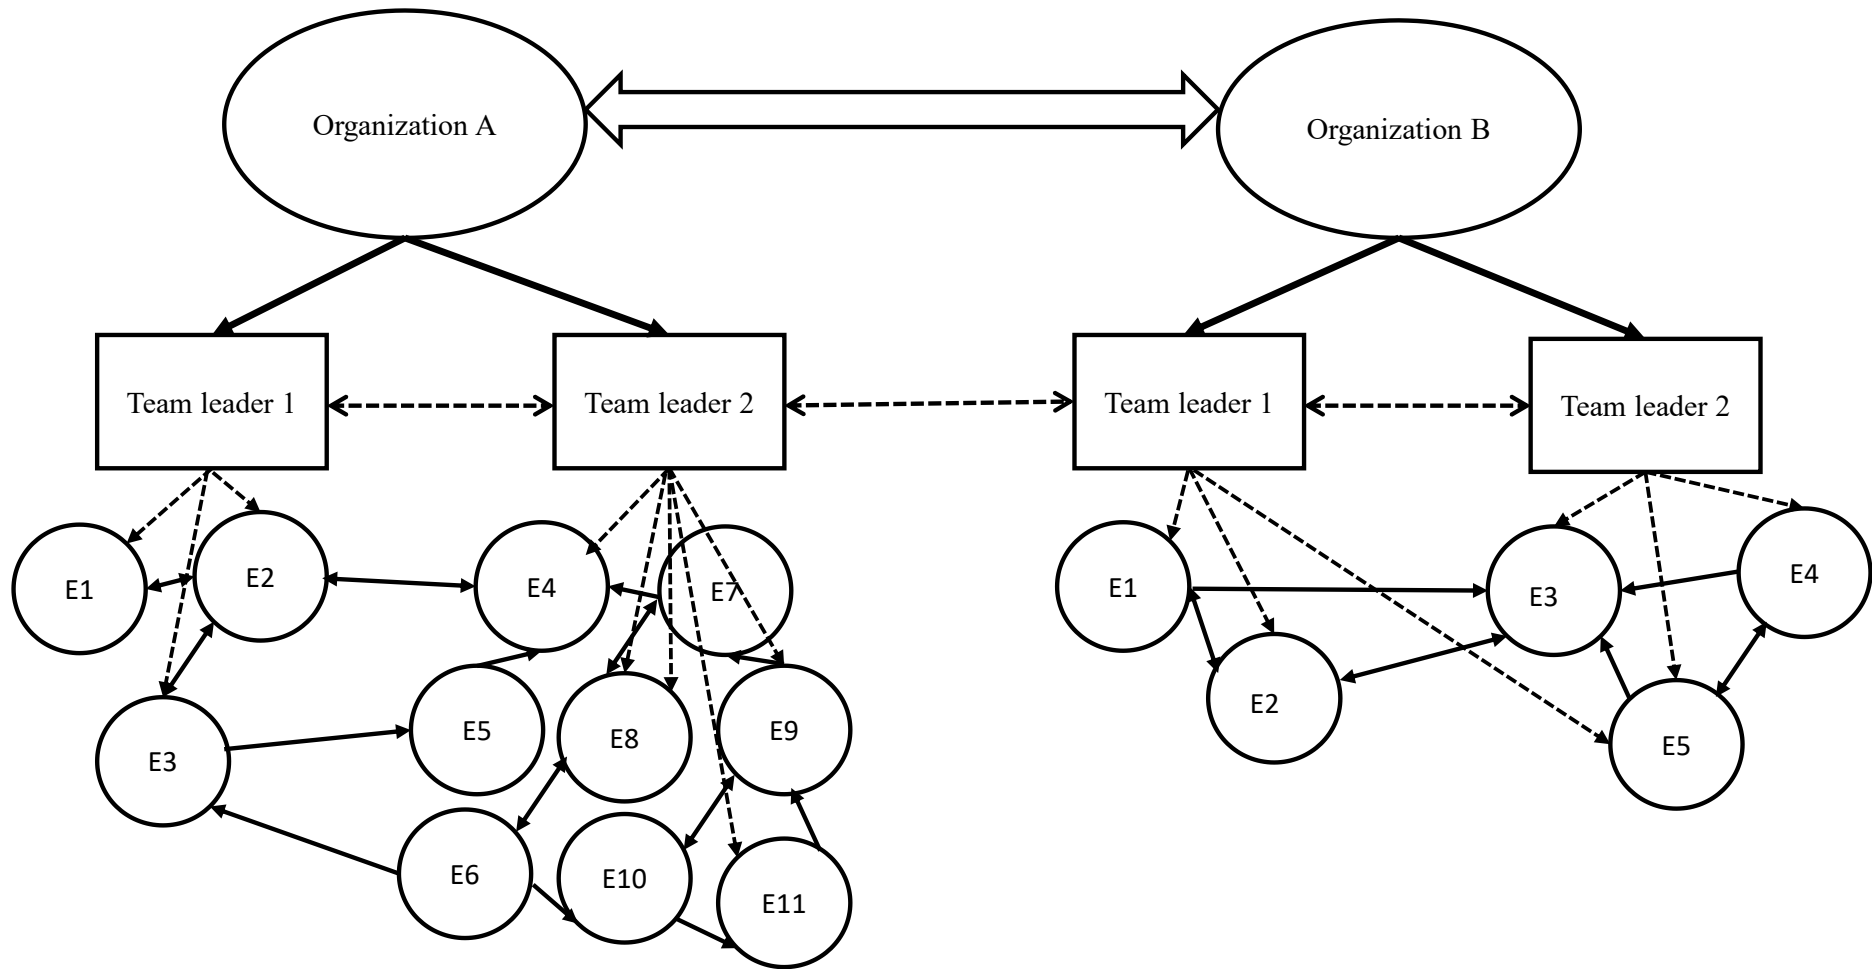 Organization A
Organization B
Team leader 1
Team leader 2
Team leader 1
Team leader 2
E1
E2
E4
E7
E1
E3
E4
E3
E5
E8
E9
E2
E5
E6
E10
E11